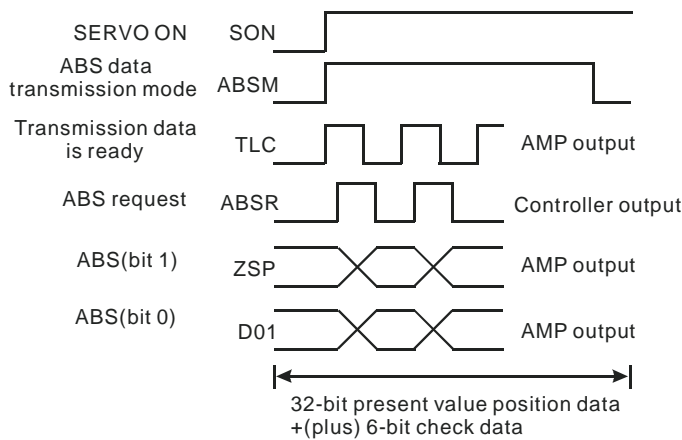 SERVO ON SON
ABS data
transmission mode ABSM
Transmission data
is ready TLC AMP output
ABS request ABSR Controller output
ABS(bit 1) ZSP AMP output
ABS(bit 0) D01 AMP output
32-bit present value position data
+(plus) 6-bit check data